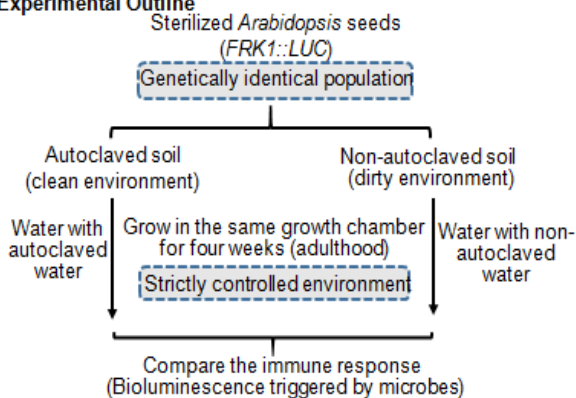 Experimental Outline
Sterilized Arabidopsis seeds
(FRK1::LUC)
Genetically identical population
Autoclaved soil
(clean environment)
Non-autoclaved soil
(dirty environment)
Water with
autoclaved
water
Grow in the same growth chamber
for four weeks (adulthood)
Strictly controlled environment
Water with non-
autoclaved
water
Compare the immune response
(Bioluminescence triggered by microbes)